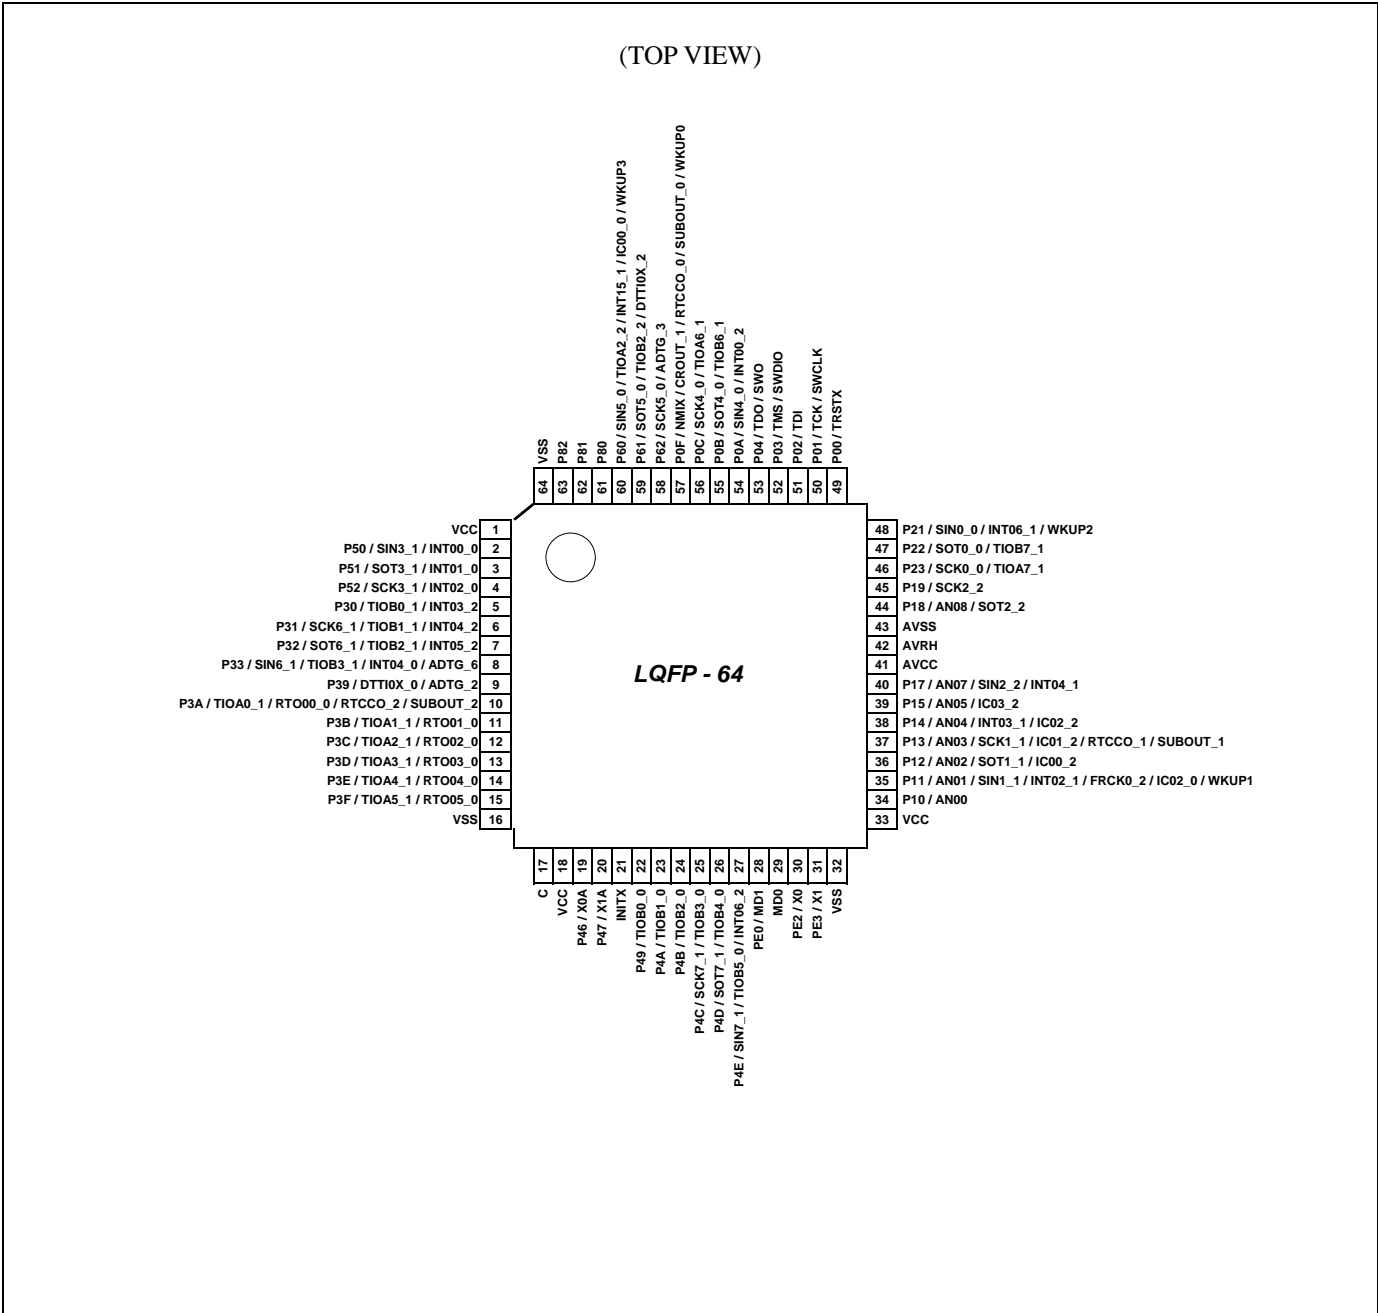 (TOP VIEW)
VSS
P82
P81
P80
P60 / SIN5_0 / TIOA2_2 / INT15_1 / IC00_0 / WKUP3
P61 / SOT5_0 / TIOB2_2 / DTTI0X_2
P62 / SCK5_0 / ADTG_3
P0F / NMIX / CROUT_1 / RTCCO_0 / SUBOUT_0 / WKUP0
P0C / SCK4_0 / TIOA6_1
P0B / SOT4_0 / TIOB6_1
P0A / SIN4_0 / INT00_2
P04 / TDO / SWO
P03 / TMS / SWDIO
P02 / TDI
P01 / TCK / SWCLK
P00 / TRSTX
64 63 62 61 60 59 58 57 56 55 54 53 52 51 50 49
VCC 1
P50 / SIN3_1 / INT00_0 2
P51 / SOT3_1 / INT01_0 3
P52 / SCK3_1 / INT02_0 4
P30 / TIOB0_1 / INT03_2 5
P31 / SCK6_1 / TIOB1_1 / INT04_2 6
P32 / SOT6_1 / TIOB2_1 / INT05_2 7
P33 / SIN6_1 / TIOB3_1 / INT04_0 / ADTG_6 8
P39 / DTTI0X_0 / ADTG_2 9
P3A / TIOA0_1 / RTO00_0 / RTCCO_2 / SUBOUT_2 10
P3B / TIOA1_1 / RTO01_0 11
P3C / TIOA2_1 / RTO02_0 12
P3D / TIOA3_1 / RTO03_0 13
P3E / TIOA4_1 / RTO04_0 14
P3F / TIOA5_1 / RTO05_0 15
VSS 16
LQFP - 64
48 P21 / SIN0_0 / INT06_1 / WKUP2
47 P22 / SOT0_0 / TIOB7_1
46 P23 / SCK0_0 / TIOA7_1
45 P19 / SCK2_2
44 P18 / AN08 / SOT2_2
43 AVSS
42 AVRH
41 AVCC
40 P17 / AN07 / SIN2_2 / INT04_1
39 P15 / AN05 / IC03_2
38 P14 / AN04 / INT03_1 / IC02_2
37 P13 / AN03 / SCK1_1 / IC01_2 / RTCCO_1 / SUBOUT_1
36 P12 / AN02 / SOT1_1 / IC00_2
35 P11 / AN01 / SIN1_1 / INT02_1 / FRCK0_2 / IC02_0 / WKUP1
34 P10 / AN00
33 VCC
17 18 19 20 21 22 23 24 25 26 27 28 29 30 31 32
C
VCC
P46 / X0A
P47 / X1A
INITX
P49 / TIOB0_0
P4A / TIOB1_0
P4B / TIOB2_0
P4C / SCK7_1 / TIOB3_0
P4D / SOT7_1 / TIOB4_0
P4E / SIN7_1 / TIOB5_0 / INT06_2
PE0 / MD1
MD0
PE2 / X0
PE3 / X1
VSS